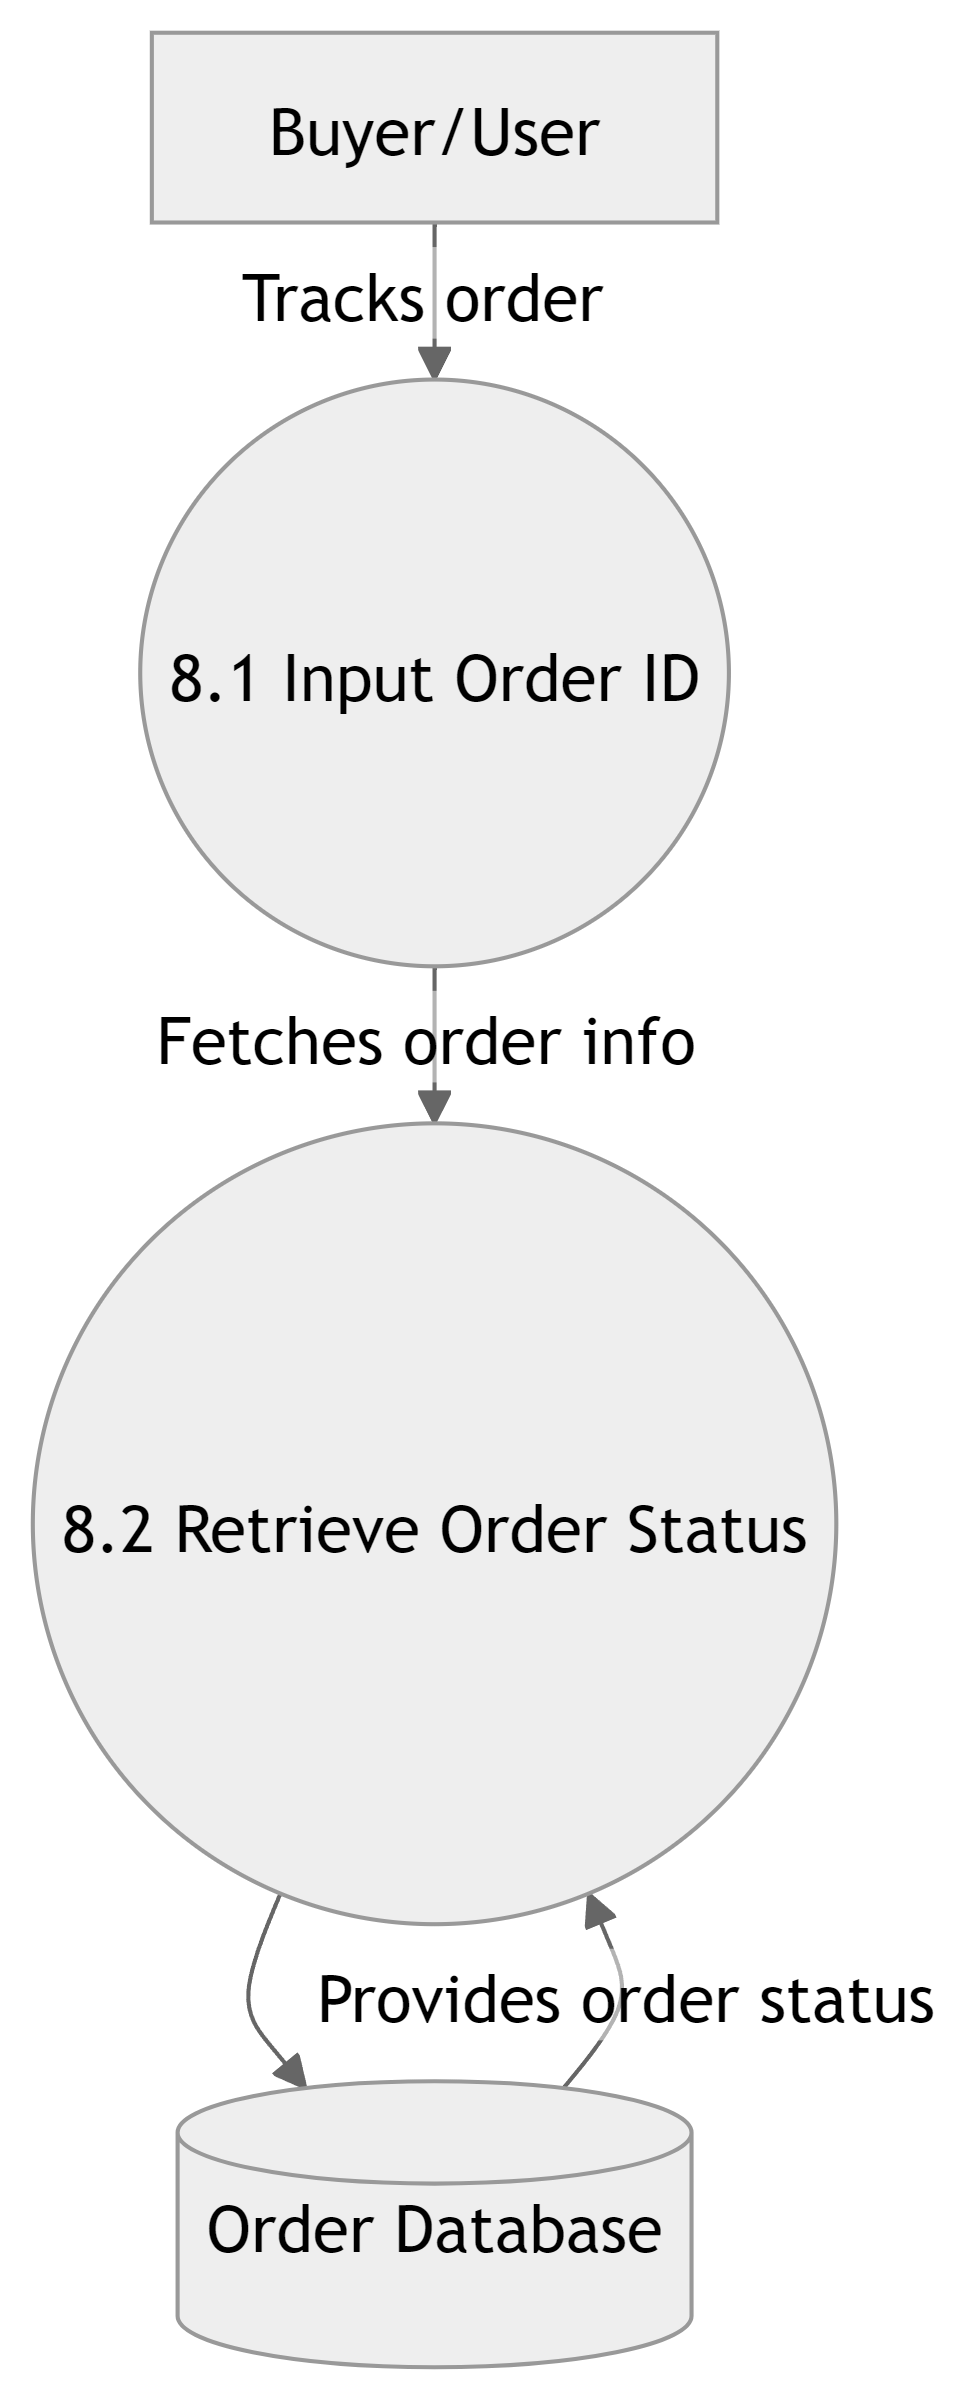 Buyer/User
Tracks order
8.1 Input Order ID
Fetches order info
8.2 Retrieve Order Status
Provides order status
Order Database